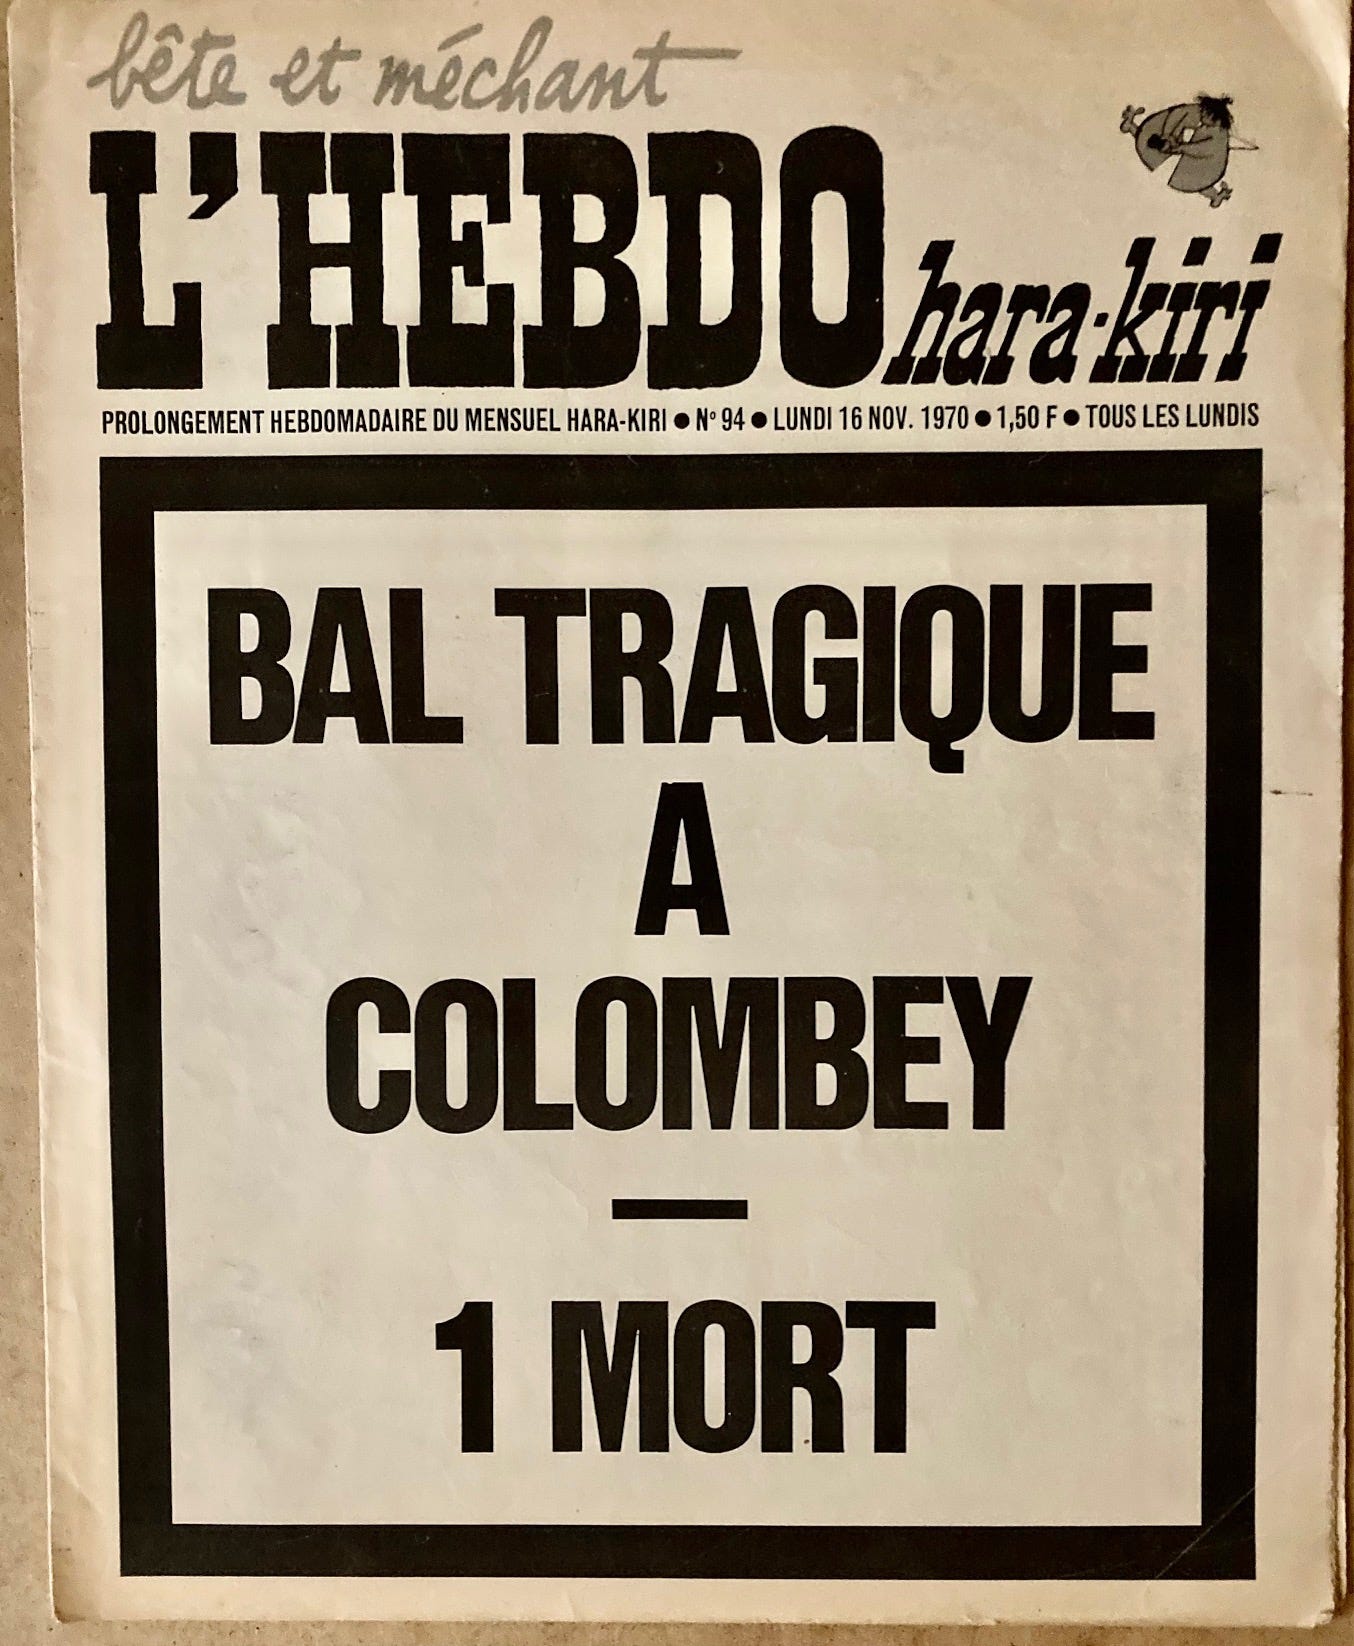 bête et méchant
L'HEBDO hara-kiri
PROLONGEMENT HEBDOMADAIRE DU MENSUEL HARA-KIRI ● N° 94 ● LUNDI 16 NOV. 1970 ● 1,50 F ● TOUS LES LUNDIS
BAL TRAGIQUE
A
COLOMBEY
—
1 MORT